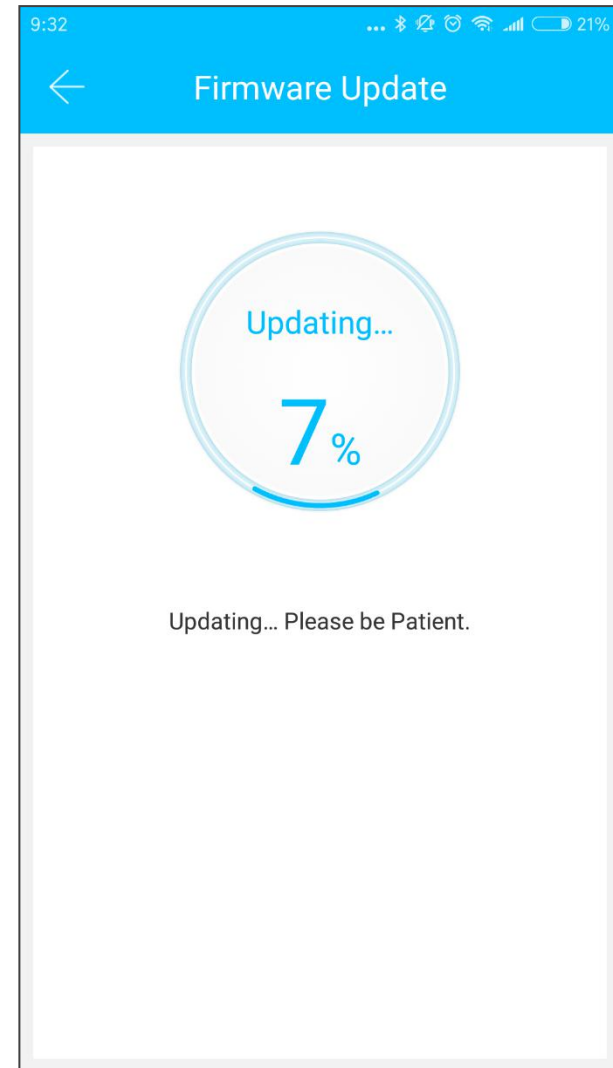 9:32 ... 21%
Firmware Update
Updating...
7%
Updating... Please be Patient.